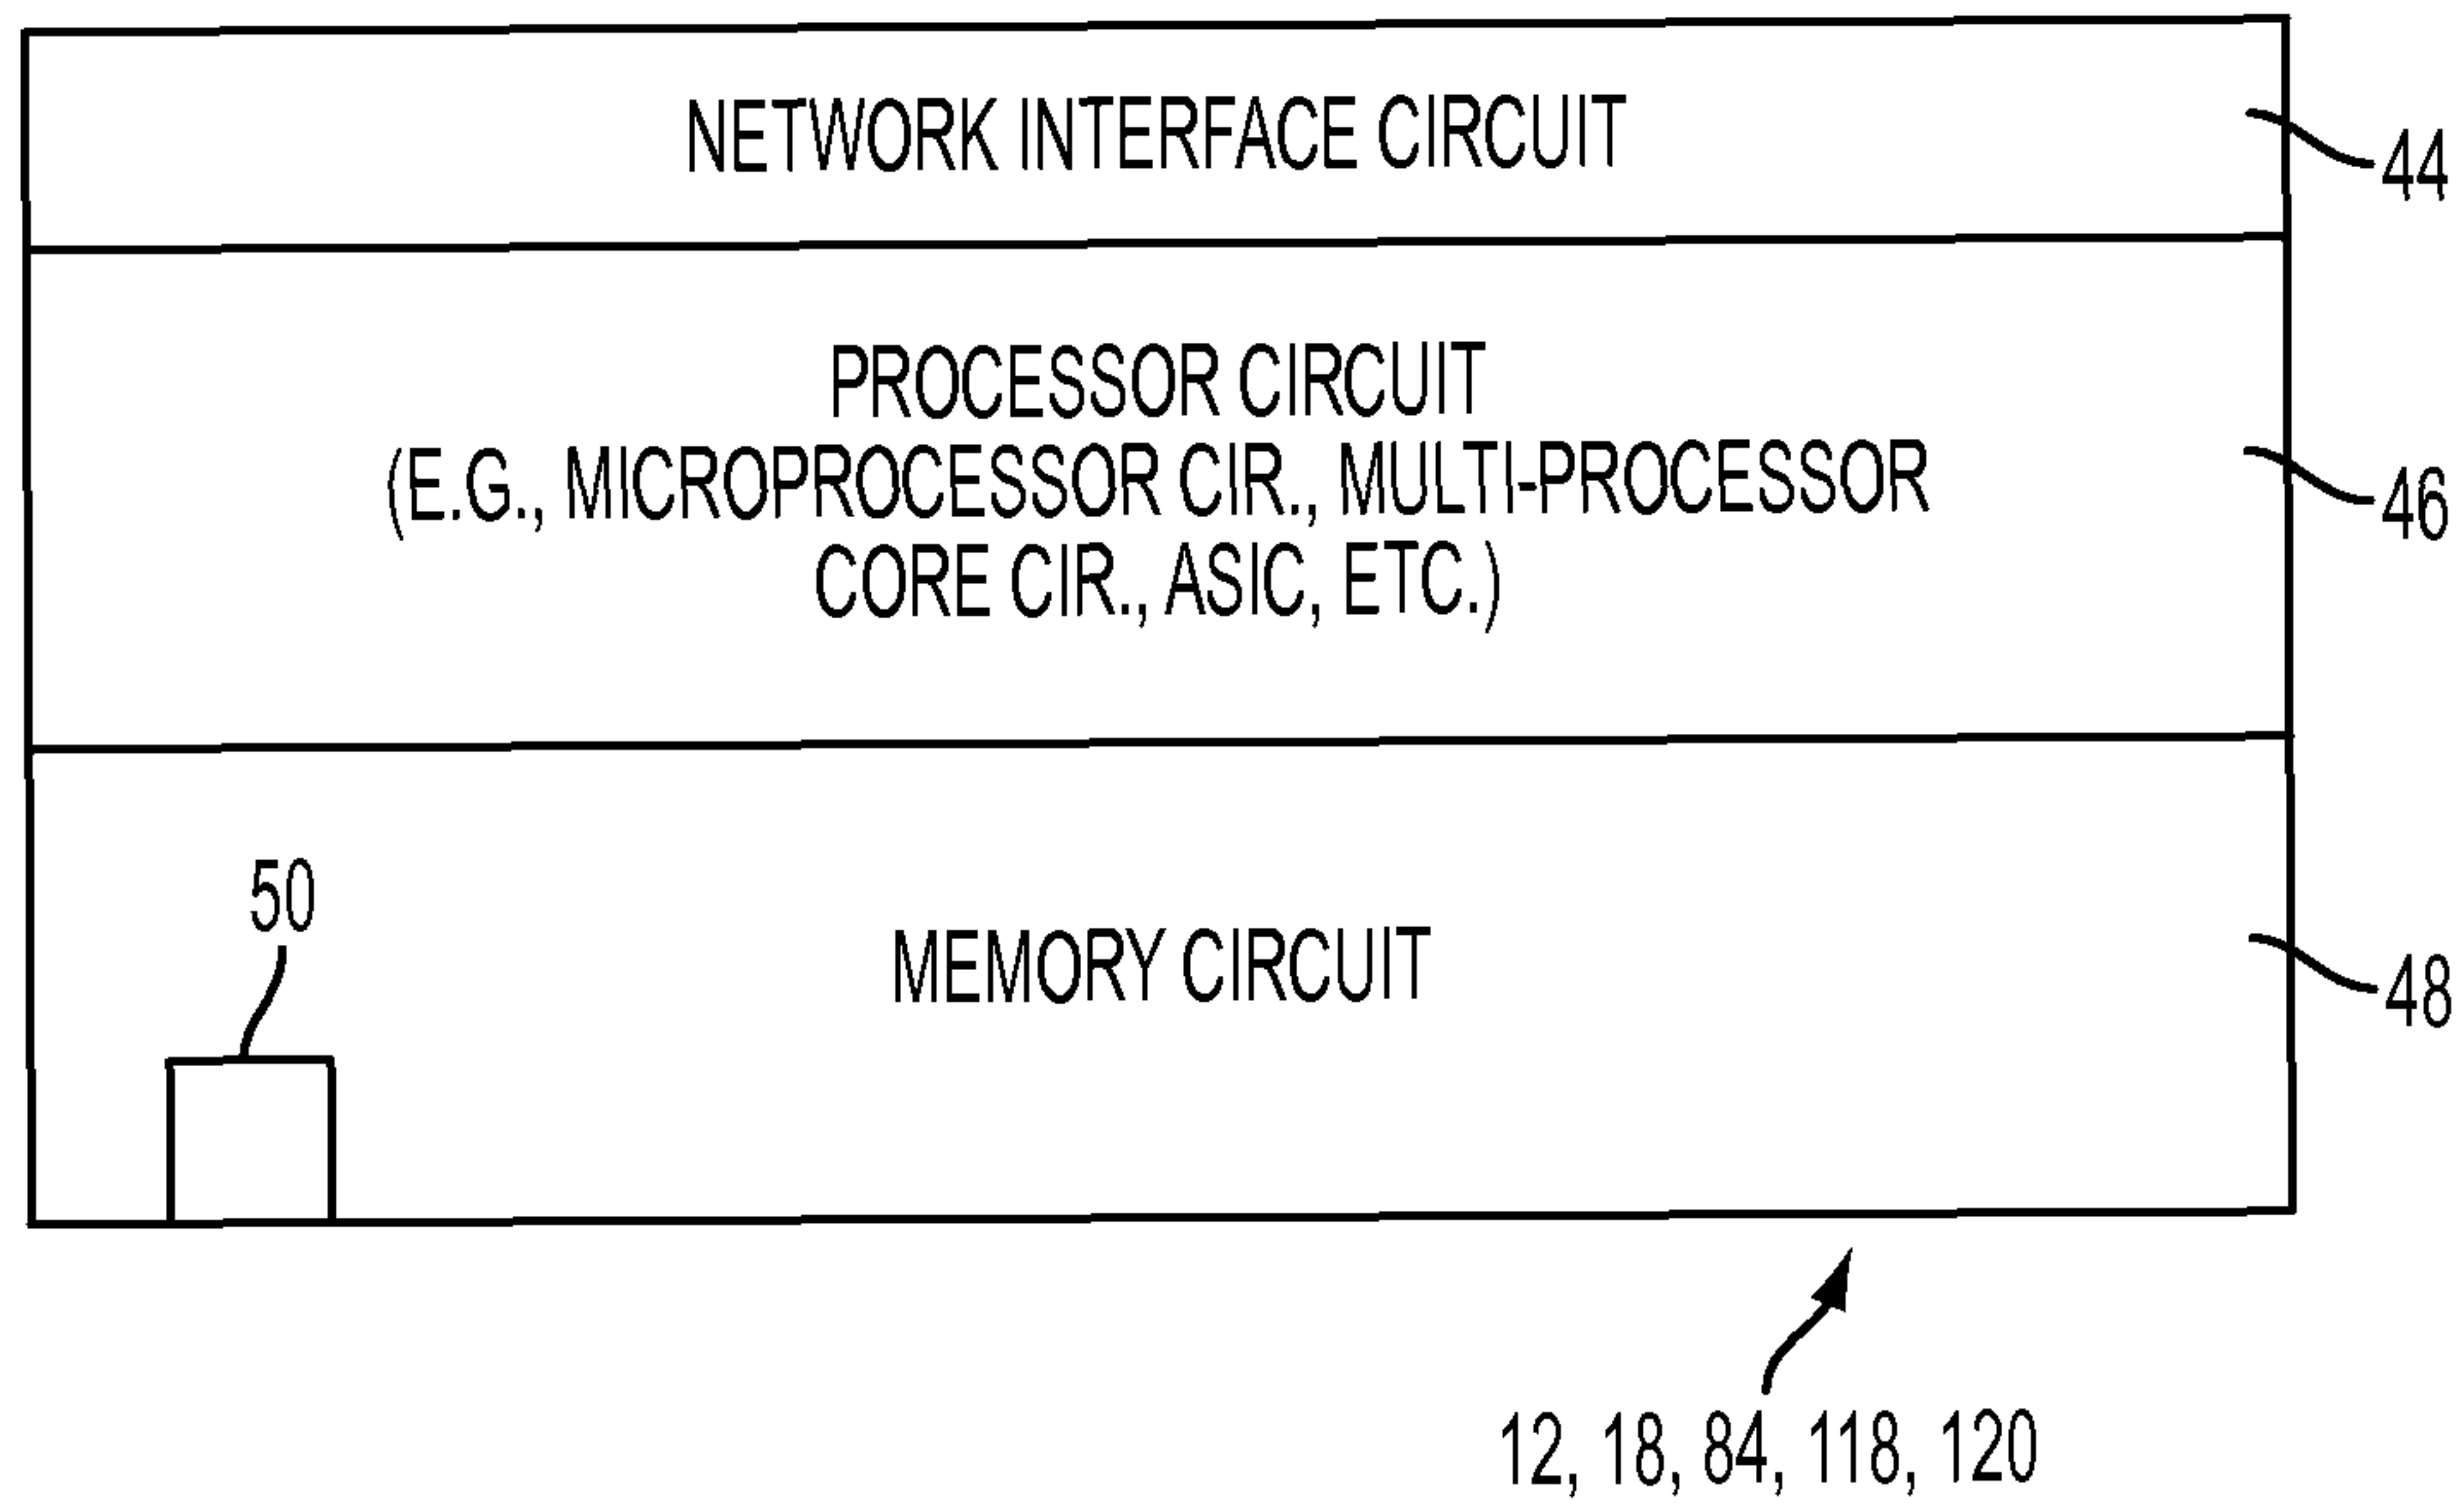 NETWORK INTERFACE CIRCUIT
44
PROCESSOR CIRCUIT
(E.G., MICROPROCESSOR CIR., MULTI-PROCESSOR
CORE CIR., ASIC, ETC.)
46
50
MEMORY CIRCUIT
48
12, 18, 84, 118, 120